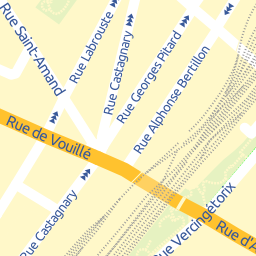 Rue Saint-Amand
Rue Labrouste
Rue Castagnary
Rue Georges Pitard
Rue Alphonse Bertillon
Rue de Vouillé
Rue Castagnary
Rue Vercingétorix
Rue d'A